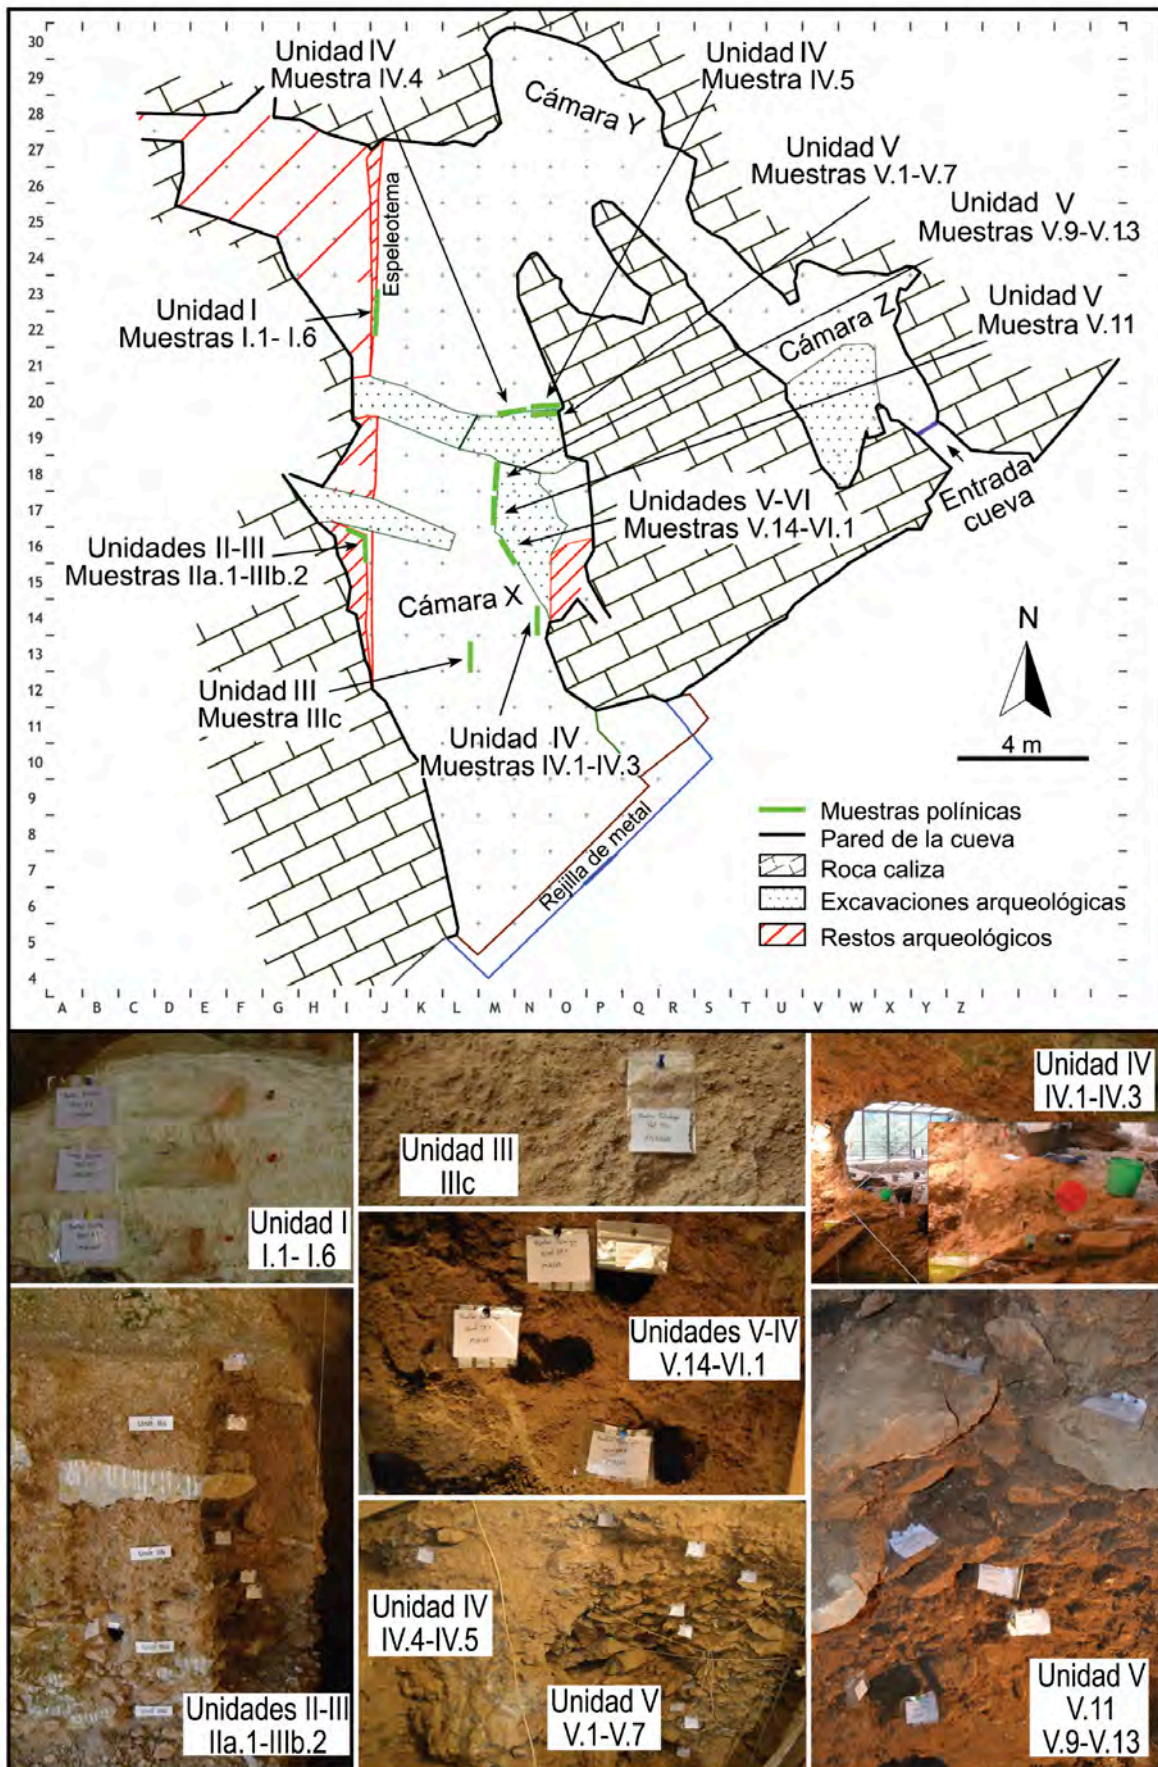 30
29
28
27
26
25
24
23
22
21
20
19
18
17
16
15
14
13
12
11
10
9
8
7
6
5
4
A B C D E F G H I J K L M N O P Q R S T U V W X Y Z
Unidad IV
Muestra IV.4
Unidad IV
Muestra IV.5
Cámara Y
Unidad V
Muestras V.1-V.7
Unidad V
Muestras V.9-V.13
Espeleotema
Unidad I
Muestras I.1- I.6
Unidad V
Muestra V.11
Cámara Z
Entrada
cueva
Unidades V-VI
Muestras V.14-VI.1
Unidades II-III
Muestras IIa.1-IIIb.2
Cámara X
Unidad III
Muestra IIIc
Unidad IV
Muestras IV.1-IV.3
N
4 m
Rejilla de metal
Muestras polínicas
Pared de la cueva
Roca caliza
Excavaciones arqueológicas
Restos arqueológicos
Unidad I
I.1- I.6
Unidad III
IIIc
Unidad IV
IV.1-IV.3
Unidades V-IV
V.14-VI.1
Unidades II-III
IIa.1-IIIb.2
Unidad IV
IV.4-IV.5
Unidad V
V.1-V.7
Unidad V
V.11
V.9-V.13